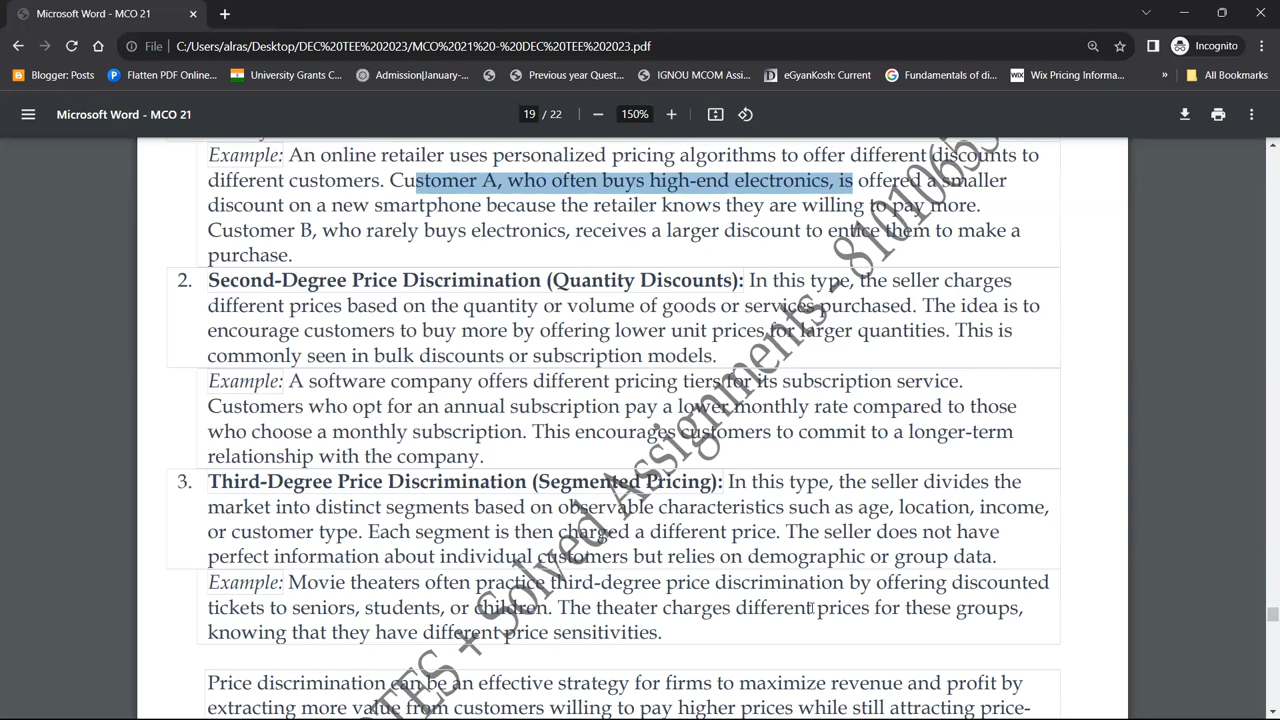 Microsoft Word - MCO 21
File
C:/Users/alras/Desktop/DEC%20TEE%202023/MCO%2021%20-%20DEC%20TEE%202023.pdf
Incognito
Blogger: Posts
Flatten PDF Online...
University Grants C...
Admission|January-...
Previous year Quest...
IGNOU MCOM Assi...
eGyanKosh: Current
Fundamentals of di...
Wix Pricing Informa...
»
All Bookmarks
Microsoft Word - MCO 21
19 / 22
150%
Example: An online retailer uses personalized pricing algorithms to offer different discounts to
different customers. Customer A, who often buys high-end electronics, is offered a smaller
discount on a new smartphone because the retailer knows they are willing to pay more.
Customer B, who rarely buys electronics, receives a larger discount to entice them to make a
purchase.
2. Second-Degree Price Discrimination (Quantity Discounts): In this type, the seller charges
different prices based on the quantity or volume of goods or services purchased. The idea is to
encourage customers to buy more by offering lower unit prices for larger quantities. This is
commonly seen in bulk discounts or subscription models.
Example: A software company offers different pricing tiers for its subscription service.
Customers who opt for an annual subscription pay a lower monthly rate compared to those
who choose a monthly subscription. This encourages customers to commit to a longer-term
relationship with the company.
3. Third-Degree Price Discrimination (Segmented Pricing): In this type, the seller divides the
market into distinct segments based on observable characteristics such as age, location, income,
or customer type. Each segment is then charged a different price. The seller does not have
perfect information about individual customers but relies on demographic or group data.
Example: Movie theaters often practice third-degree price discrimination by offering discounted
tickets to seniors, students, or children. The theater charges different prices for these groups,
knowing that they have different price sensitivities.
Price discrimination can be an effective strategy for firms to maximize revenue and profit by
extracting more value from customers willing to pay higher prices while still attracting price-
+ Solved Assignments -